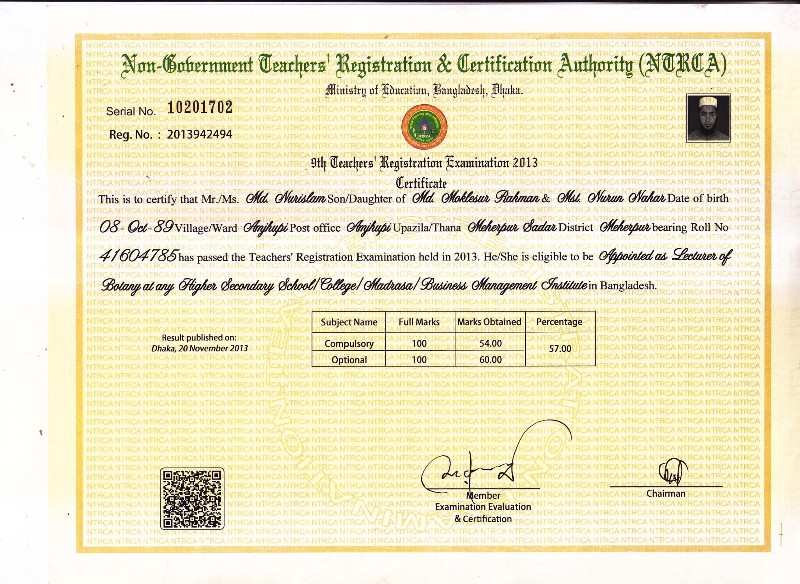 Non-Government Teachers' Registration & Certification Authority (NTRCA)
Ministry of Education, Bangladesh, Dhaka.
Serial No. 10201702
Reg. No. : 2013942494
9th Teachers' Registration Examination 2013
Certificate
This is to certify that Mr./Ms. Md. Nurislam Son/Daughter of Md. Moklesur Rahman & Mst. Nurun Nahar Date of birth
08-Oct-89 Village/Ward Amjhupi Post office Amjhupi Upazila/Thana Meherpur Sadar District Meherpur bearing Roll No
41604785 has passed the Teachers' Registration Examination held in 2013. He/She is eligible to be Appointed as Lecturer of
Botany at any Higher Secondary School/College/Madrasa/Business Management Institute in Bangladesh.
Result published on:
Dhaka, 20 November 2013
Subject Name Full Marks Marks Obtained Percentage
Compulsory 100 54.00
57.00
Optional 100 60.00
Member
Examination Evaluation
& Certification
Chairman